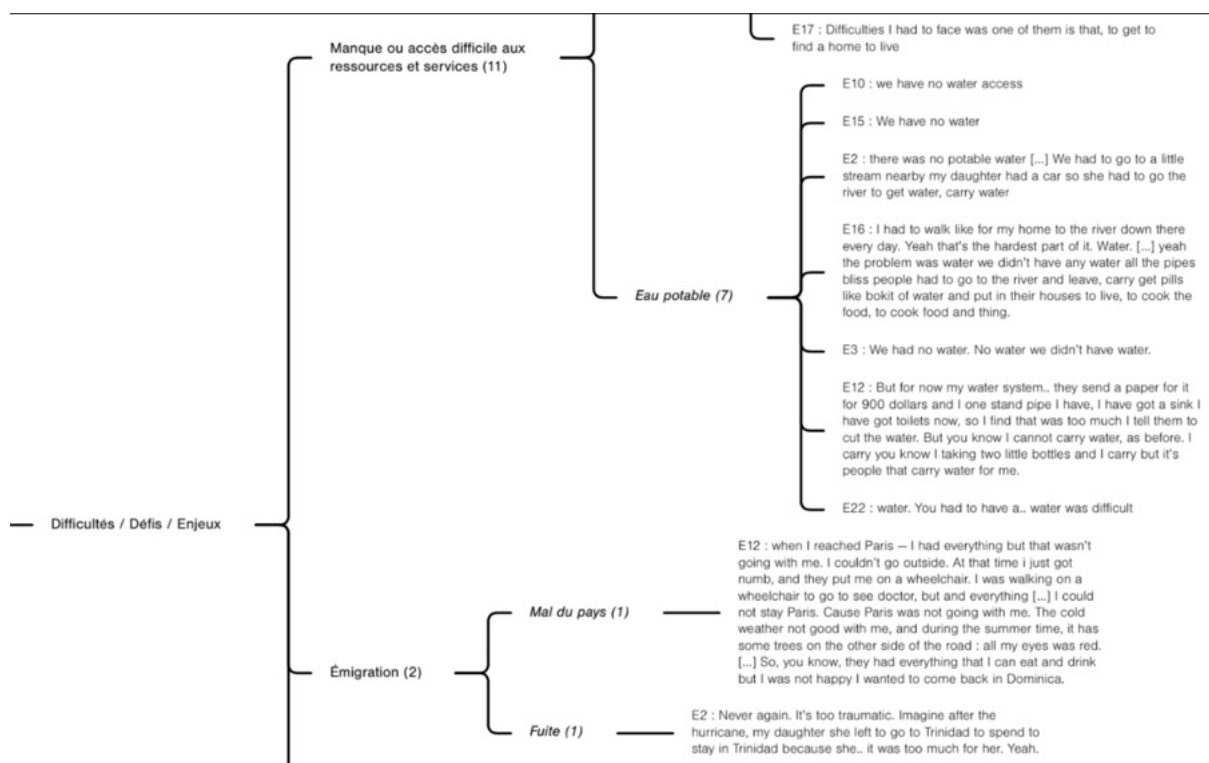 E17 : Difficulties I had to face was one of them is that, to get to
find a home to live
Manque ou accès difficile aux
ressources et services (11)
E10 : we have no water access
E15 : We have no water
E2 : there was no potable water [...] We had to go to a little
stream nearby my daughter had a car so she had to go the
river to get water, carry water
E16 : I had to walk like for my home to the river down there
every day. Yeah that's the hardest part of it. Water. [...] yeah
the problem was water we didn't have any water all the pipes
bliss people had to go to the river and leave, carry get pills
like bokit of water and put in their houses to live, to cook the
food, to cook food and thing.
Eau potable (7)
E3 : We had no water. No water we didn't have water.
E12 : But for now my water system.. they send a paper for it
for 900 dollars and I one stand pipe I have, I have got a sink I
have got toilets now, so I find that was too much I tell them to
cut the water. But you know I cannot carry water, as before. I
carry you know I taking two little bottles and I carry but it's
people that carry water for me.
E22 : water. You had to have a.. water was difficult
Difficultés / Défis / Enjeux
E12 : when I reached Paris – I had everything but that wasn't
going with me. I couldn't go outside. At that time i just got
numb, and they put me on a wheelchair. I was walking on a
wheelchair to go to see doctor, but and everything [...] I could
not stay Paris. Cause Paris was not going with me. The cold
weather not good with me, and during the summer time, it has
some trees on the other side of the road : all my eyes was red.
[...] So, you know, they had everything that I can eat and drink
but I was not happy I wanted to come back in Dominica.
Mal du pays (1)
Émigration (2)
Fuite (1)
E2 : Never again. It's too traumatic. Imagine after the
hurricane, my daughter she left to go to Trinidad to spend to
stay in Trinidad because she.. it was too much for her. Yeah.